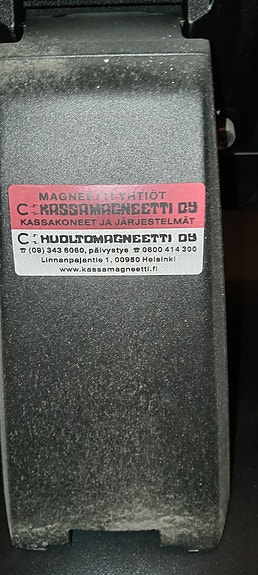 MAGNEETTI-YHTIÖT
KASSAMAGNEETTI OY
KASSAKONEET JA JÄRJESTELMÄT
HUOLTOMAGNEETTI OY
☎ (09) 343 6060, päivystys ☎ 0600 414 300
Linnanpajantie 1, 00950 Helsinki
www.kassamagneetti.fi